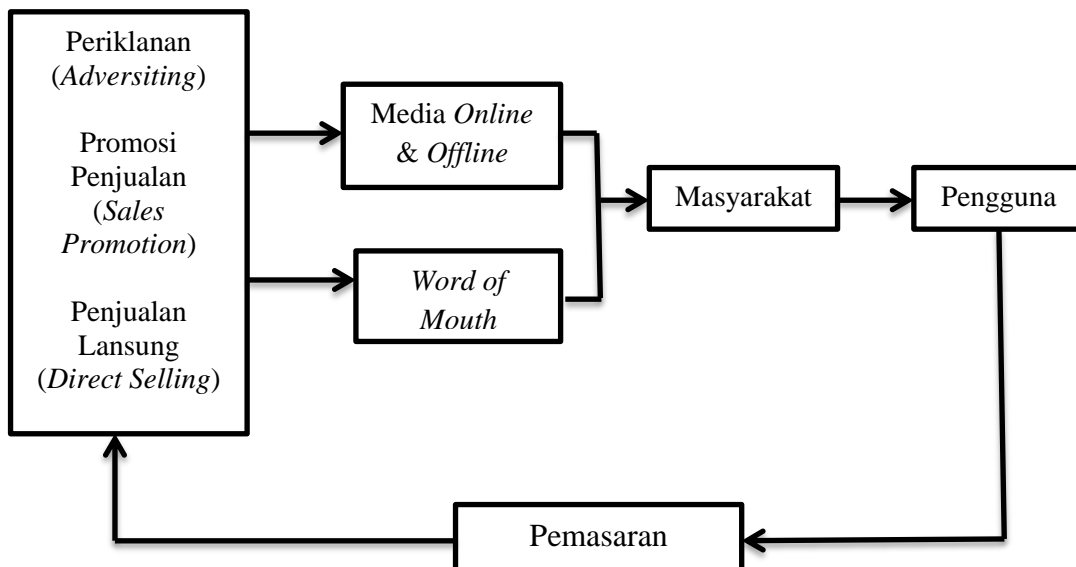 Periklanan
(Adversiting)
Promosi
Penjualan
(Sales
Promotion)
Penjualan
Lansung
(Direct Selling)
Media Online
& Offline
Word of
Mouth
Masyarakat
Pengguna
Pemasaran